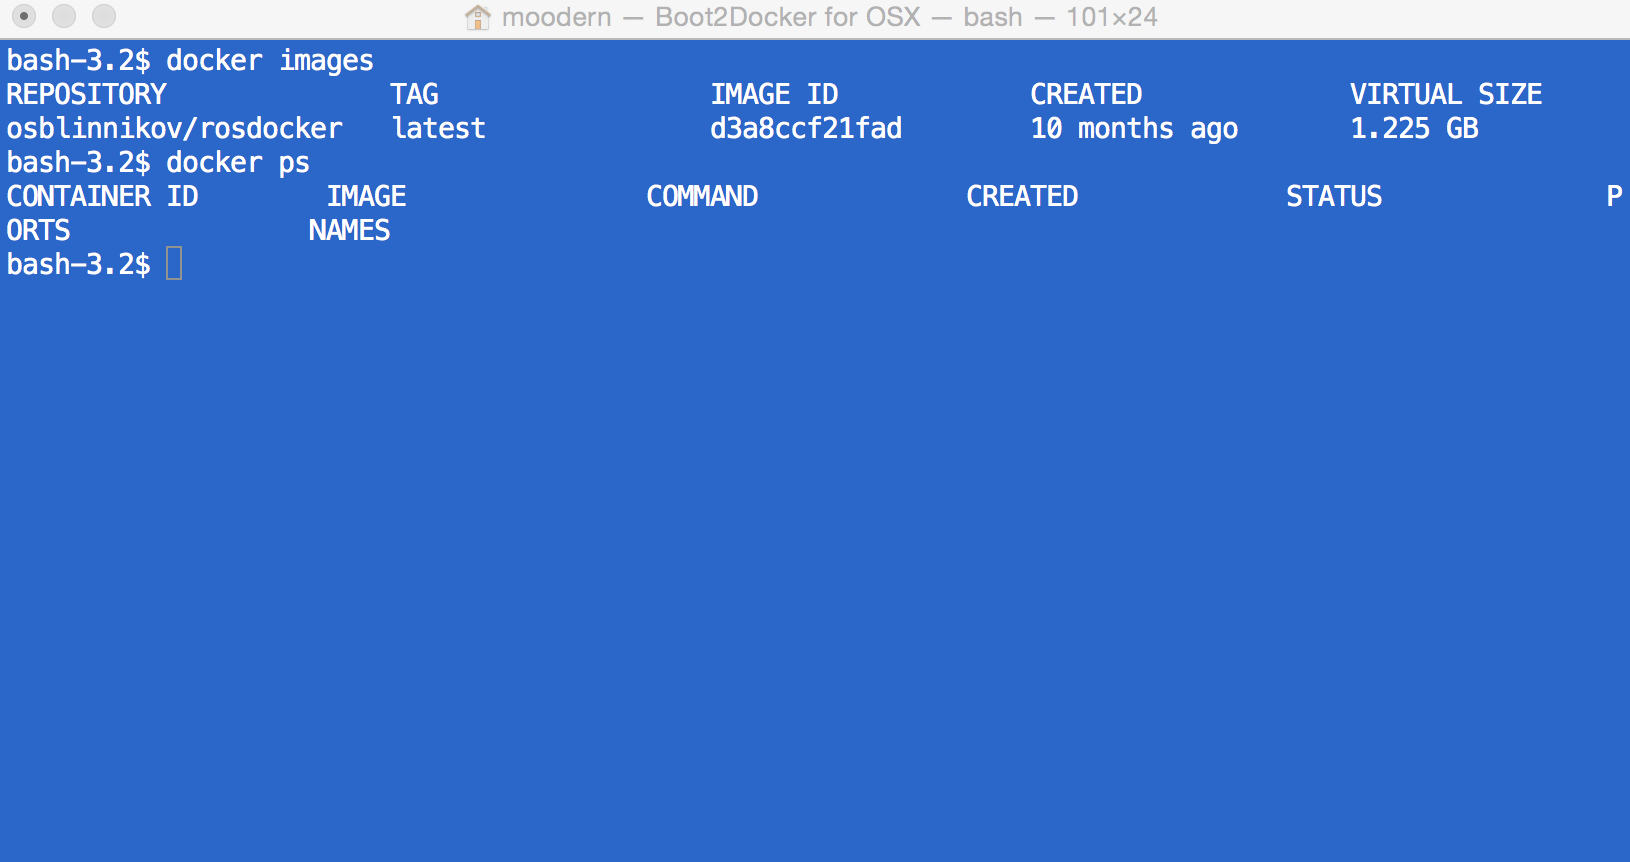 moodern — Boot2Docker for OSX — bash — 101×24
bash-3.2$ docker images
REPOSITORY TAG IMAGE ID CREATED VIRTUAL SIZE
osblinnikov/rosdocker latest d3a8ccf21fad 10 months ago 1.225 GB
bash-3.2$ docker ps
CONTAINER ID IMAGE COMMAND CREATED STATUS P
ORTS NAMES
bash-3.2$